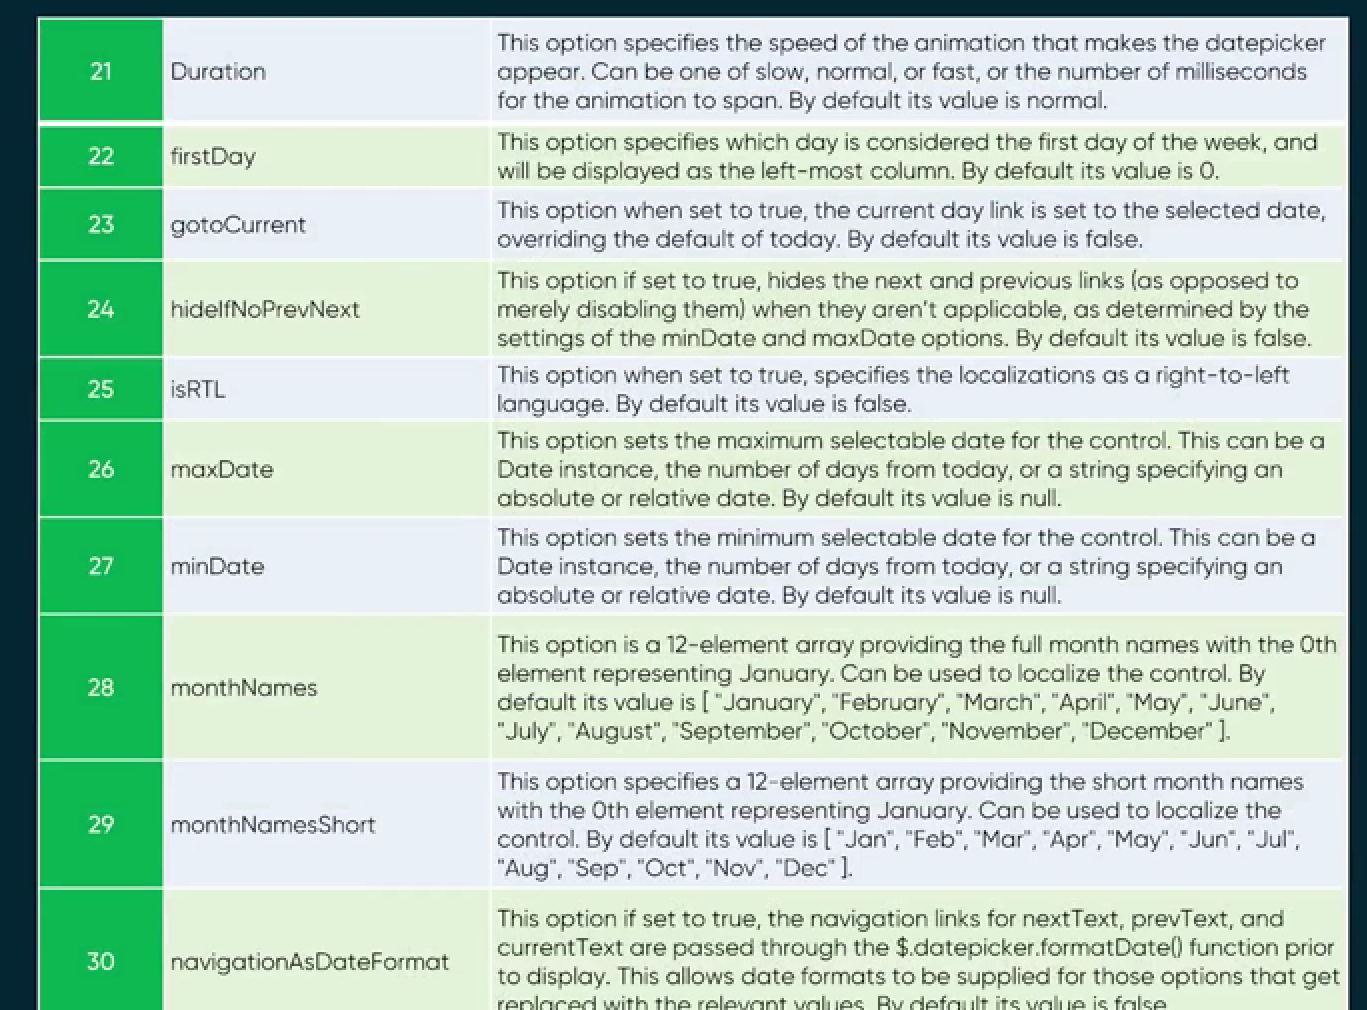 21
Duration
This option specifies the speed of the animation that makes the datepicker
appear. Can be one of slow, normal, or fast, or the number of milliseconds
for the animation to span. By default its value is normal.
22
firstDay
This option specifies which day is considered the first day of the week, and
will be displayed as the left-most column. By default its value is 0.
23
gotoCurrent
This option when set to true, the current day link is set to the selected date,
overriding the default of today. By default its value is false.
24
hideIfNoPrevNext
This option if set to true, hides the next and previous links (as opposed to
merely disabling them) when they aren't applicable, as determined by the
settings of the minDate and maxDate options. By default its value is false.
25
isRTL
This option when set to true, specifies the localizations as a right-to-left
language. By default its value is false.
26
maxDate
This option sets the maximum selectable date for the control. This can be a
Date instance, the number of days from today, or a string specifying an
absolute or relative date. By default its value is null.
27
minDate
This option sets the minimum selectable date for the control. This can be a
Date instance, the number of days from today, or a string specifying an
absolute or relative date. By default its value is null.
28
monthNames
This option is a 12-element array providing the full month names with the 0th
element representing January. Can be used to localize the control. By
default its value is [ "January", "February", "March", "April", "May", "June",
"July", "August", "September", "October", "November", "December" ].
29
monthNamesShort
This option specifies a 12-element array providing the short month names
with the 0th element representing January. Can be used to localize the
control. By default its value is [ "Jan", "Feb", "Mar", "Apr", "May", "Jun", "Jul",
"Aug", "Sep", "Oct", "Nov", "Dec" ].
30
navigationAsDateFormat
This option if set to true, the navigation links for nextText, prevText, and
currentText are passed through the $.datepicker.formatDate() function prior
to display. This allows date formats to be supplied for those options that get
replaced with the relevant values. By default its value is false